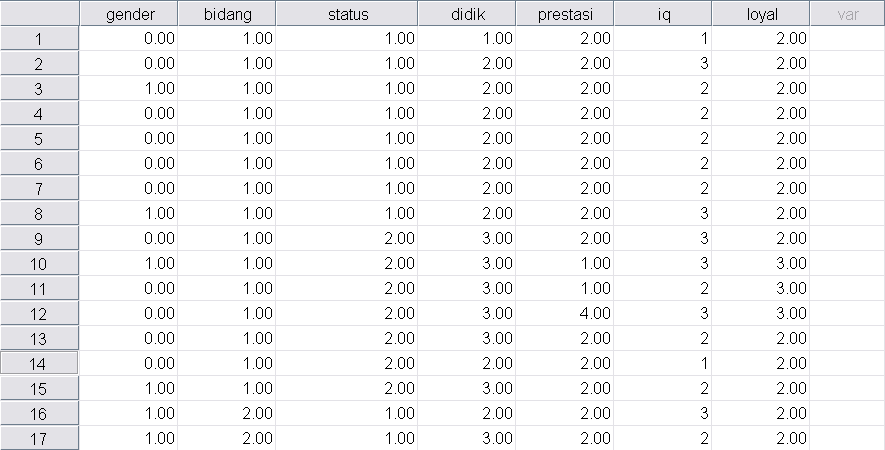 gender bidang status didik prestasi iq loyal var
1 0.00 1.00 1.00 1.00 2.00 1 2.00
2 0.00 1.00 1.00 2.00 2.00 3 2.00
3 1.00 1.00 1.00 2.00 2.00 2 2.00
4 0.00 1.00 1.00 2.00 2.00 2 2.00
5 0.00 1.00 1.00 2.00 2.00 2 2.00
6 0.00 1.00 1.00 2.00 2.00 2 2.00
7 0.00 1.00 1.00 2.00 2.00 2 2.00
8 1.00 1.00 1.00 2.00 2.00 3 2.00
9 0.00 1.00 2.00 3.00 2.00 3 2.00
10 1.00 1.00 2.00 3.00 1.00 3 3.00
11 0.00 1.00 2.00 3.00 1.00 2 3.00
12 0.00 1.00 2.00 3.00 4.00 3 3.00
13 0.00 1.00 2.00 3.00 2.00 2 2.00
14 0.00 1.00 2.00 2.00 2.00 1 2.00
15 1.00 1.00 2.00 3.00 2.00 2 2.00
16 1.00 2.00 1.00 2.00 2.00 3 2.00
17 1.00 2.00 1.00 3.00 2.00 2 2.00